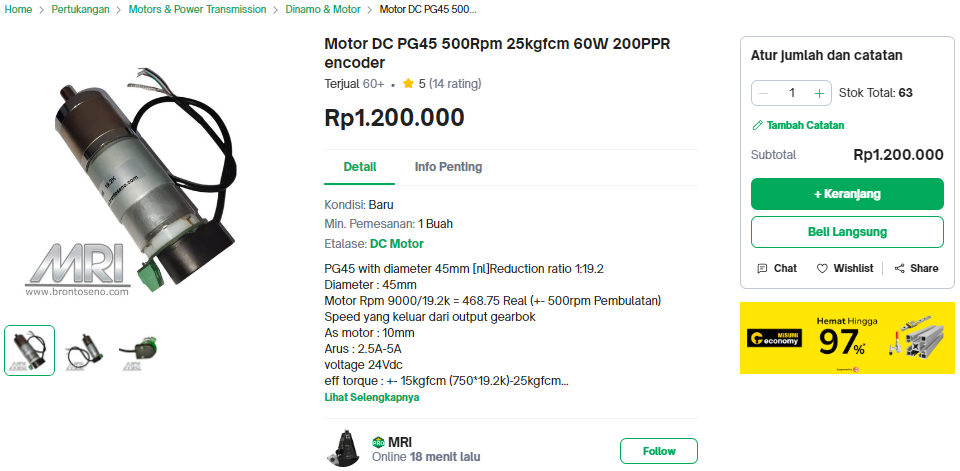 Home > Pertukangan > Motors & Power Transmission > Dinamo & Motor > Motor DC PG45 500...
Motor DC PG45 500Rpm 25kgfcm 60W 200PPR
encoder
Terjual 60+ • 5 (14 rating)
Rp1.200.000
Detail
Info Penting
Kondisi: Baru
Min. Pemesanan: 1 Buah
Etalase: DC Motor
PG45 with diameter 45mm [nl]Reduction ratio 1:19.2
Diameter : 45mm
Motor Rpm 9000/19.2k = 468.75 Real (+- 500rpm Pembulatan)
Speed yang keluar dari output gearbok
As motor : 10mm
Arus : 2.5A-5A
voltage 24Vdc
eff torque : +- 15kgfcm (750*19.2k)-25kgfcm...
Lihat Selengkapnya
PRO MRI
Online 18 menit lalu
Follow
19.2K
MRI
www.brontoseno.com
Atur jumlah dan catatan
1
Stok Total: 63
Tambah Catatan
Subtotal
Rp1.200.000
+ Keranjang
Beli Langsung
Chat
Wishlist
Share
MISUMI
economy
Hemat Hingga
97%*